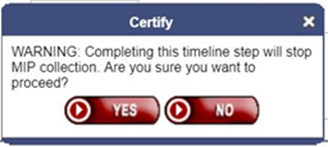 Certify
WARNING: Completing this timeline step will stop
MIP collection. Are you sure you want to
proceed?
YES NO